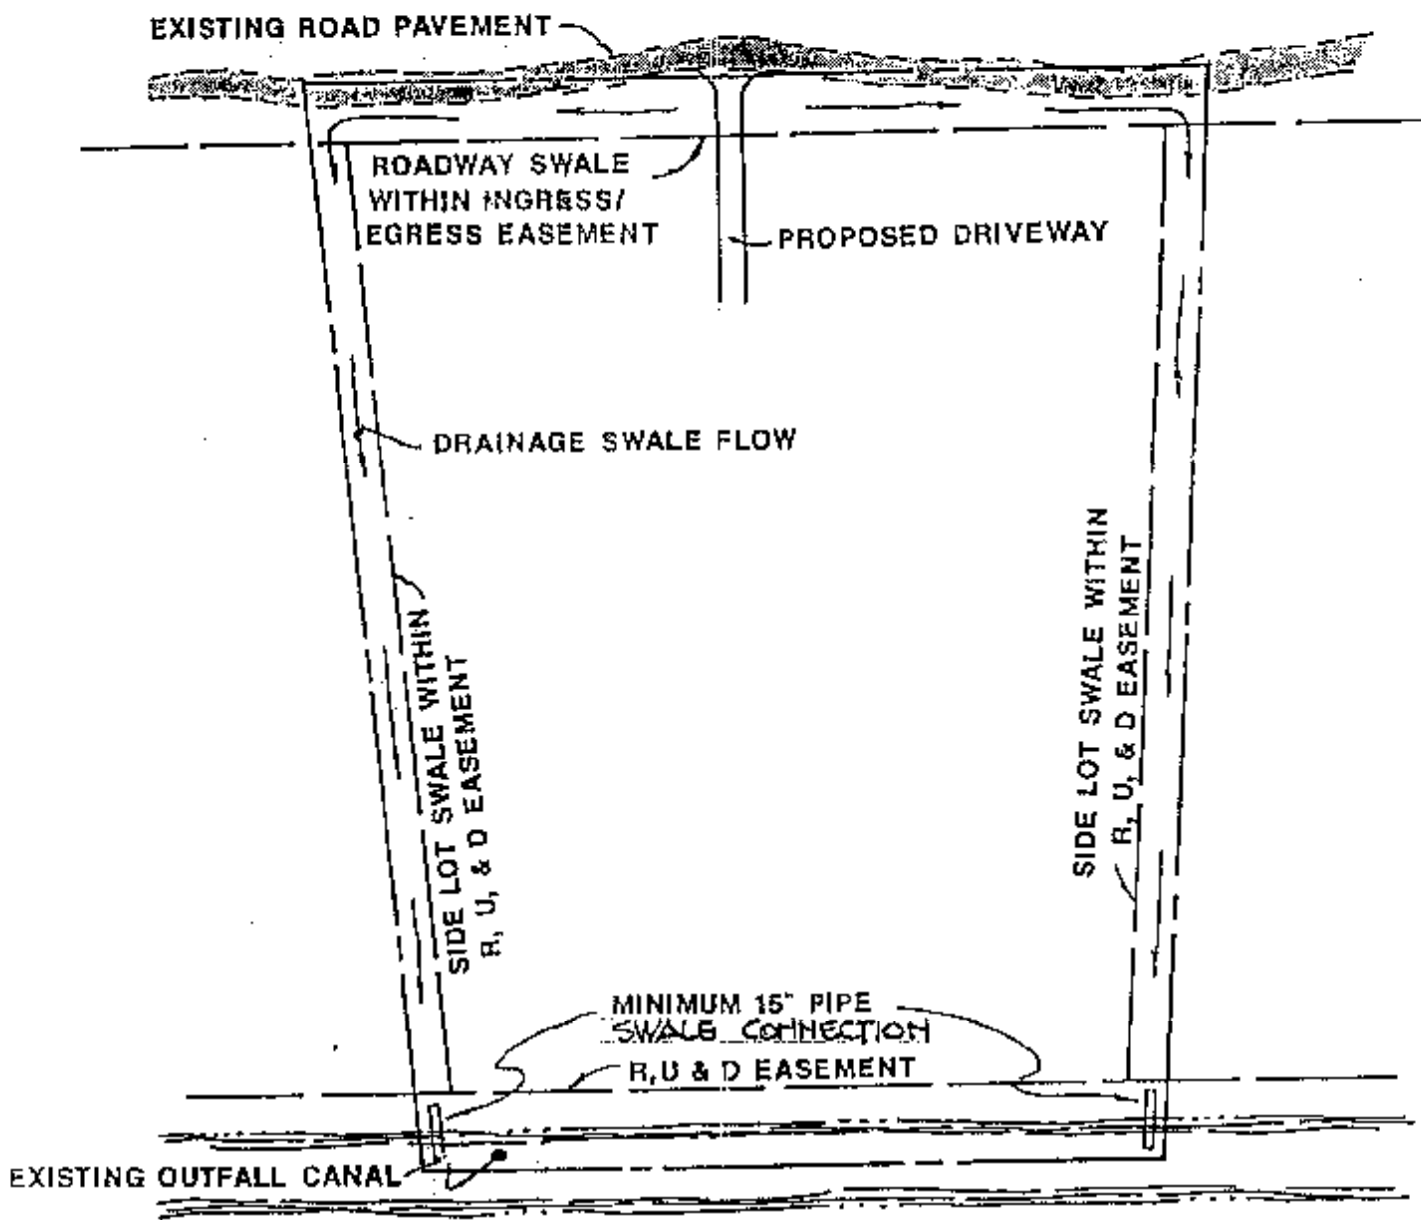 EXISTING ROAD PAVEMENT
ROADWAY SWALE
WITHIN INGRESS/
EGRESS EASEMENT
PROPOSED DRIVEWAY
DRAINAGE SWALE FLOW
SIDE LOT SWALE WITHIN
R, U, & D EASEMENT
SIDE LOT SWALE WITHIN
R, U, & D EASEMENT
MINIMUM 15" PIPE
SWALE CONNECTION
R,U & D EASEMENT
EXISTING OUTFALL CANAL